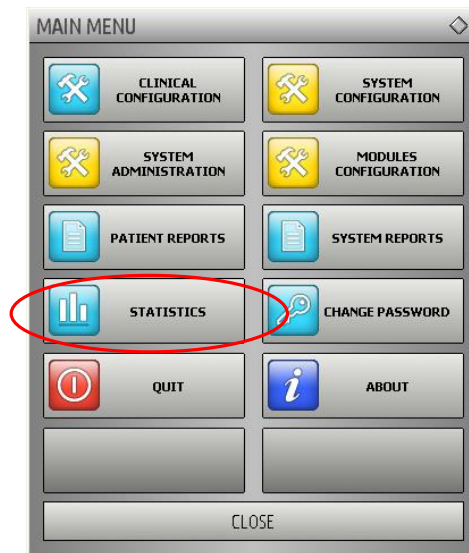 MAIN MENU
CLINICAL
CONFIGURATION
SYSTEM
CONFIGURATION
SYSTEM
ADMINISTRATION
MODULES
CONFIGURATION
PATIENT REPORTS
SYSTEM REPORTS
STATISTICS
CHANGE PASSWORD
QUIT
ABOUT
CLOSE